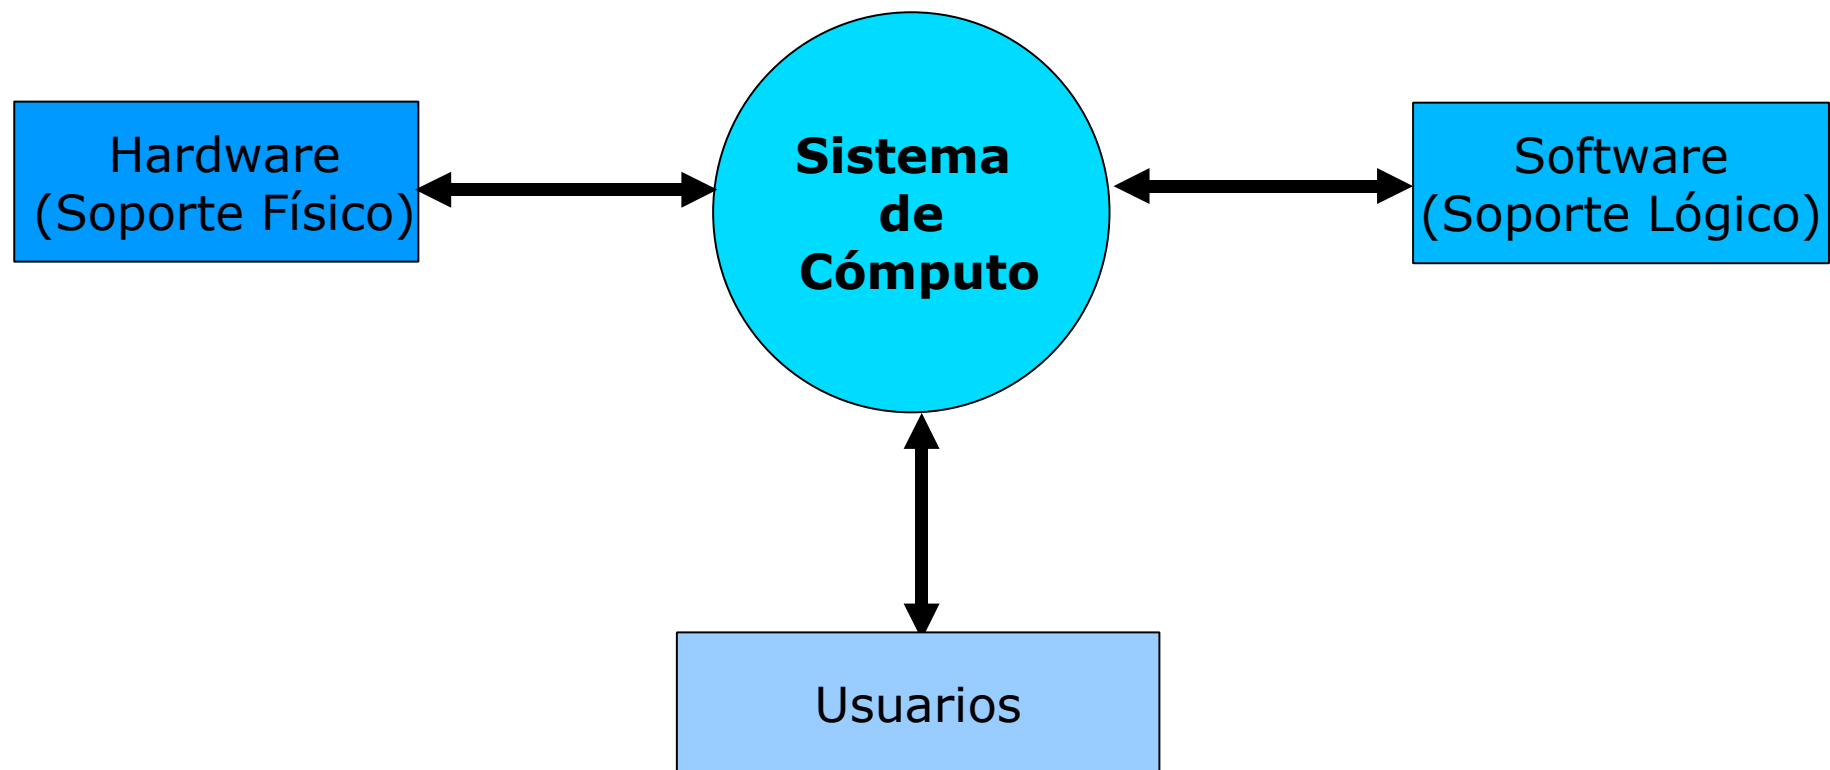 Hardware
(Soporte Físico)
Sistema
de
Cómputo
Software
(Soporte Lógico)
Usuarios